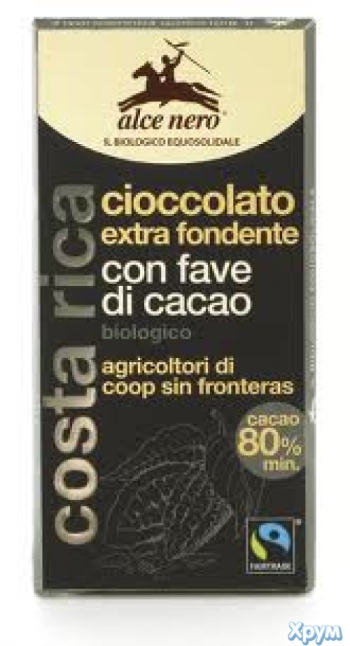 alce nero®
IL BIOLOGICO EQUOSOLIDALE
costa rica
cioccolato
extra fondente
con fave
di cacao
biologico
agricoltori di
coop sin fronteras
cacao
80%
min.
FAIRTRADE
Хрум